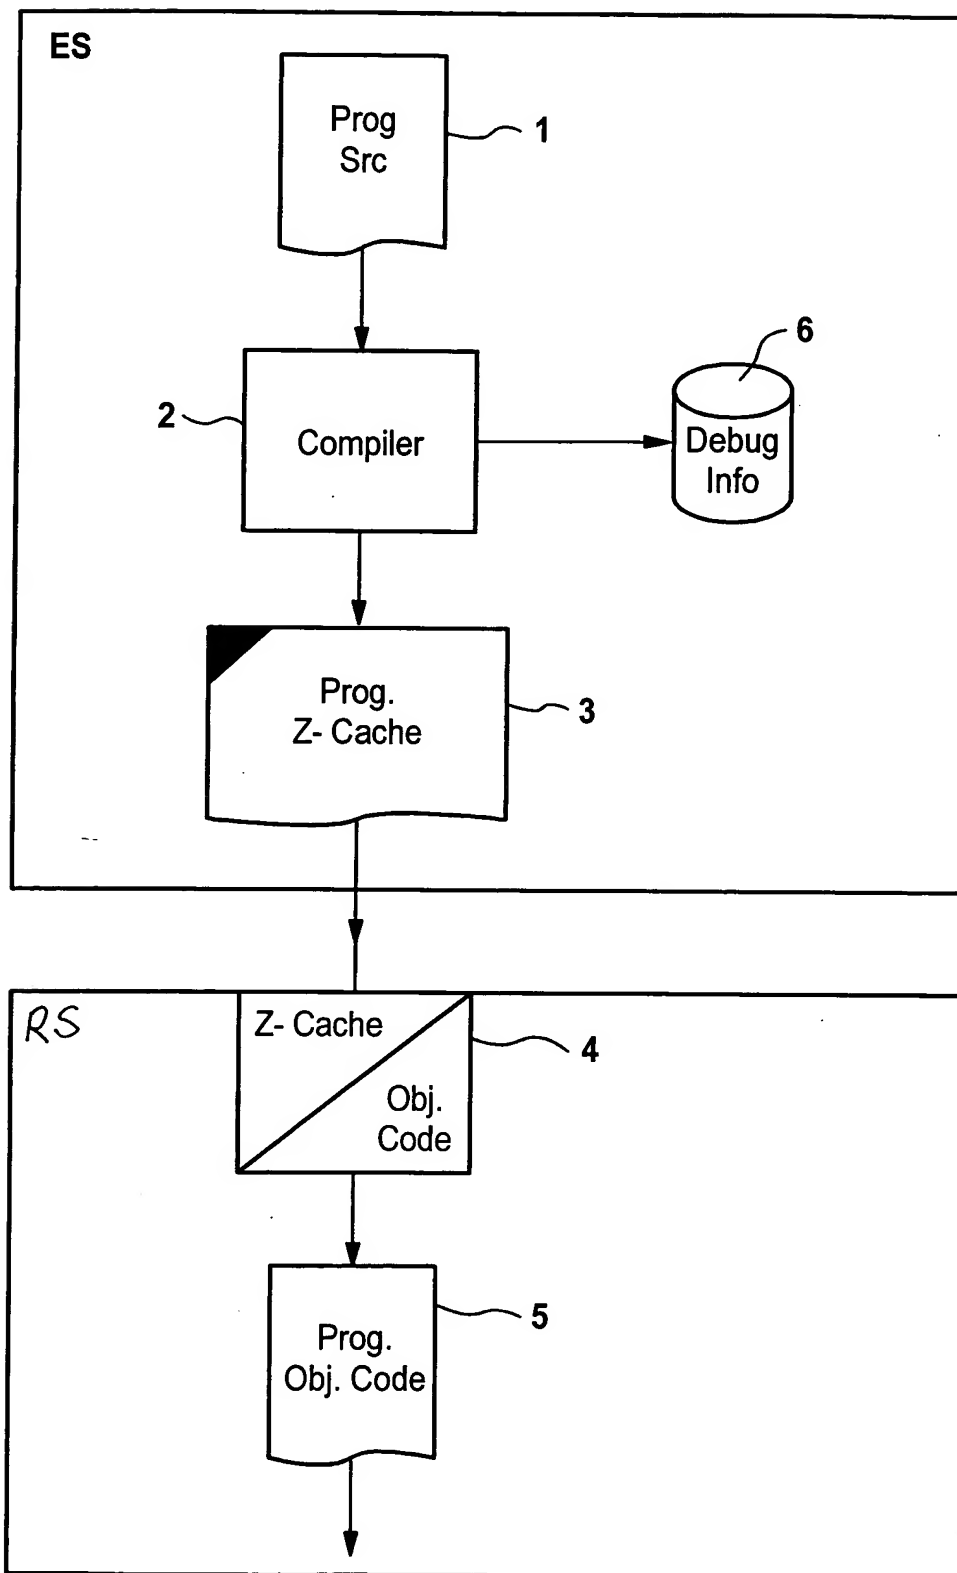 ES
Prog
Src
1
6
2
Compiler
Debug
Info
Prog.
Z- Cache
3
RS
Z- Cache
4
Obj.
Code
5
Prog.
Obj. Code